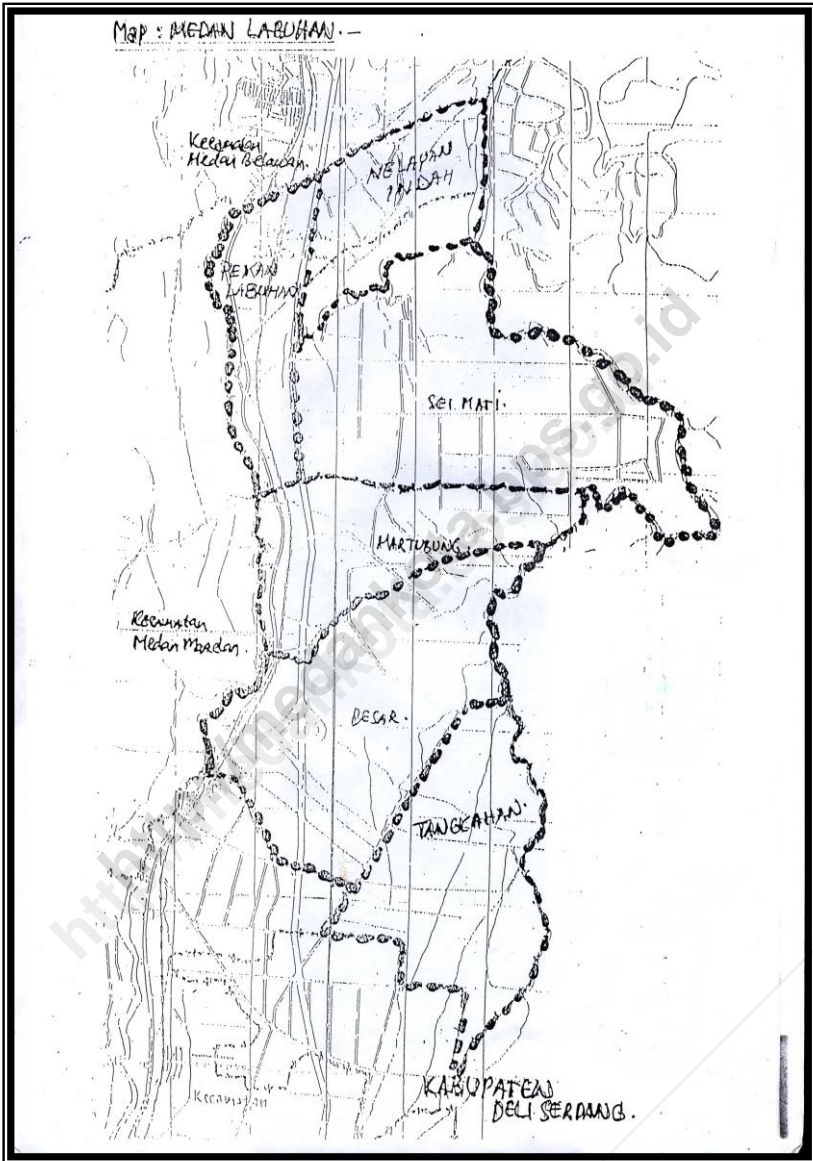 Map : MEDAN LABUHAN.-
Kecamatan
Medan Belawan.
NELAYAN
INDAH
PEKAN
LABUHAN
SEI. MATI.
MARTUBUNG
Kecamatan
Medan Marelan.
BESAR.
TANGKAHAN.
KABUPATEN
DELI SERDANG.
Kecamatan